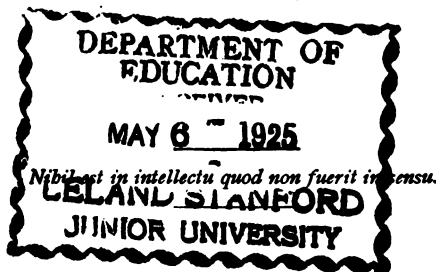 DEPARTMENT OF
EDUCATION
MAY 6 1925
Nihil est in intellectu quod non fuerit in sensu.
LELAND STANFORD
JUNIOR UNIVERSITY